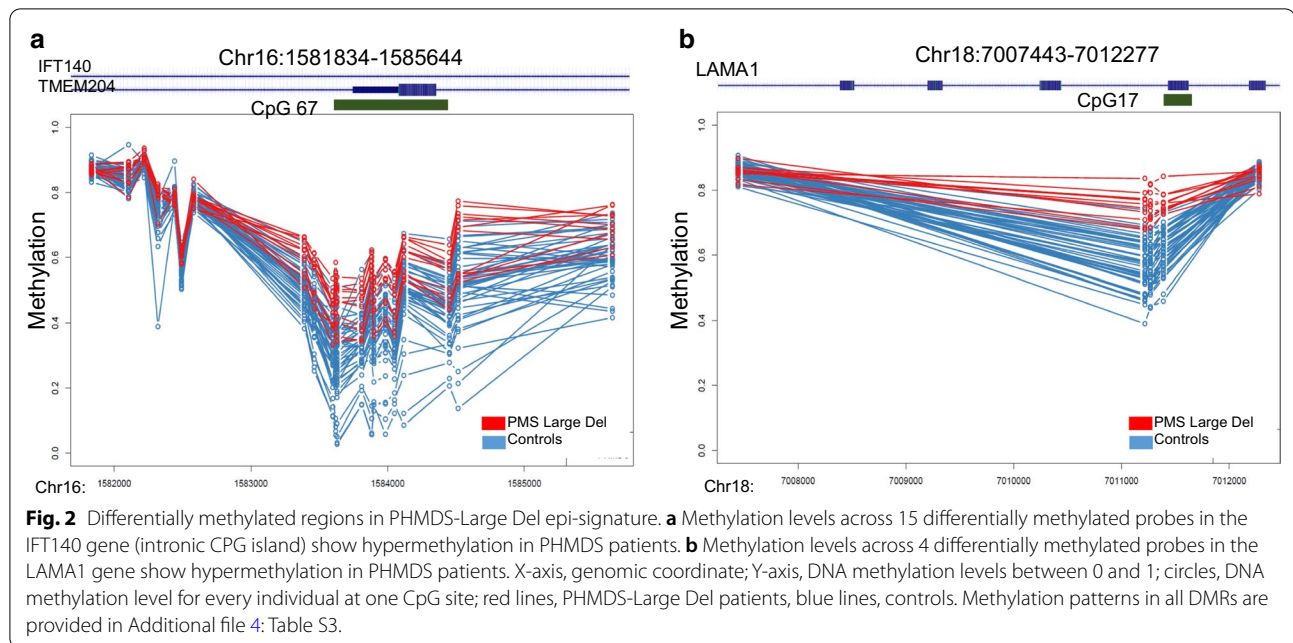 a
Chr16:1581834-1585644
IFT140
TMEM204
CpG 67
Methylation
1.0
0.8
0.6
0.4
0.2
0.0
PMS Large Del
Controls
Chr16:
1582000 1583000 1584000 1585000
b
Chr18:7007443-7012277
LAMA1
CpG17
Methylation
1.0
0.8
0.6
0.4
0.2
0.0
PMS Large Del
Controls
Chr18:
7008000 7009000 7010000 7011000 7012000
Fig. 2 Differentially methylated regions in PHMDS-Large Del epi-signature. a Methylation levels across 15 differentially methylated probes in the
IFT140 gene (intronic CPG island) show hypermethylation in PHMDS patients. b Methylation levels across 4 differentially methylated probes in the
LAMA1 gene show hypermethylation in PHMDS patients. X-axis, genomic coordinate; Y-axis, DNA methylation levels between 0 and 1; circles, DNA
methylation level for every individual at one CpG site; red lines, PHMDS-Large Del patients, blue lines, controls. Methylation patterns in all DMRs are
provided in Additional file 4: Table S3.